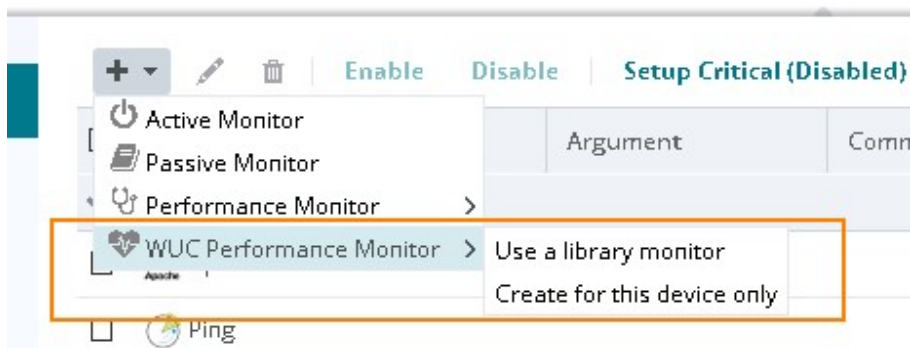 Enable Disable Setup Critical (Disabled)
Argument Comm
Active Monitor
Passive Monitor
Performance Monitor
WUC Performance Monitor
Use a library monitor
Create for this device only
Apache
Ping